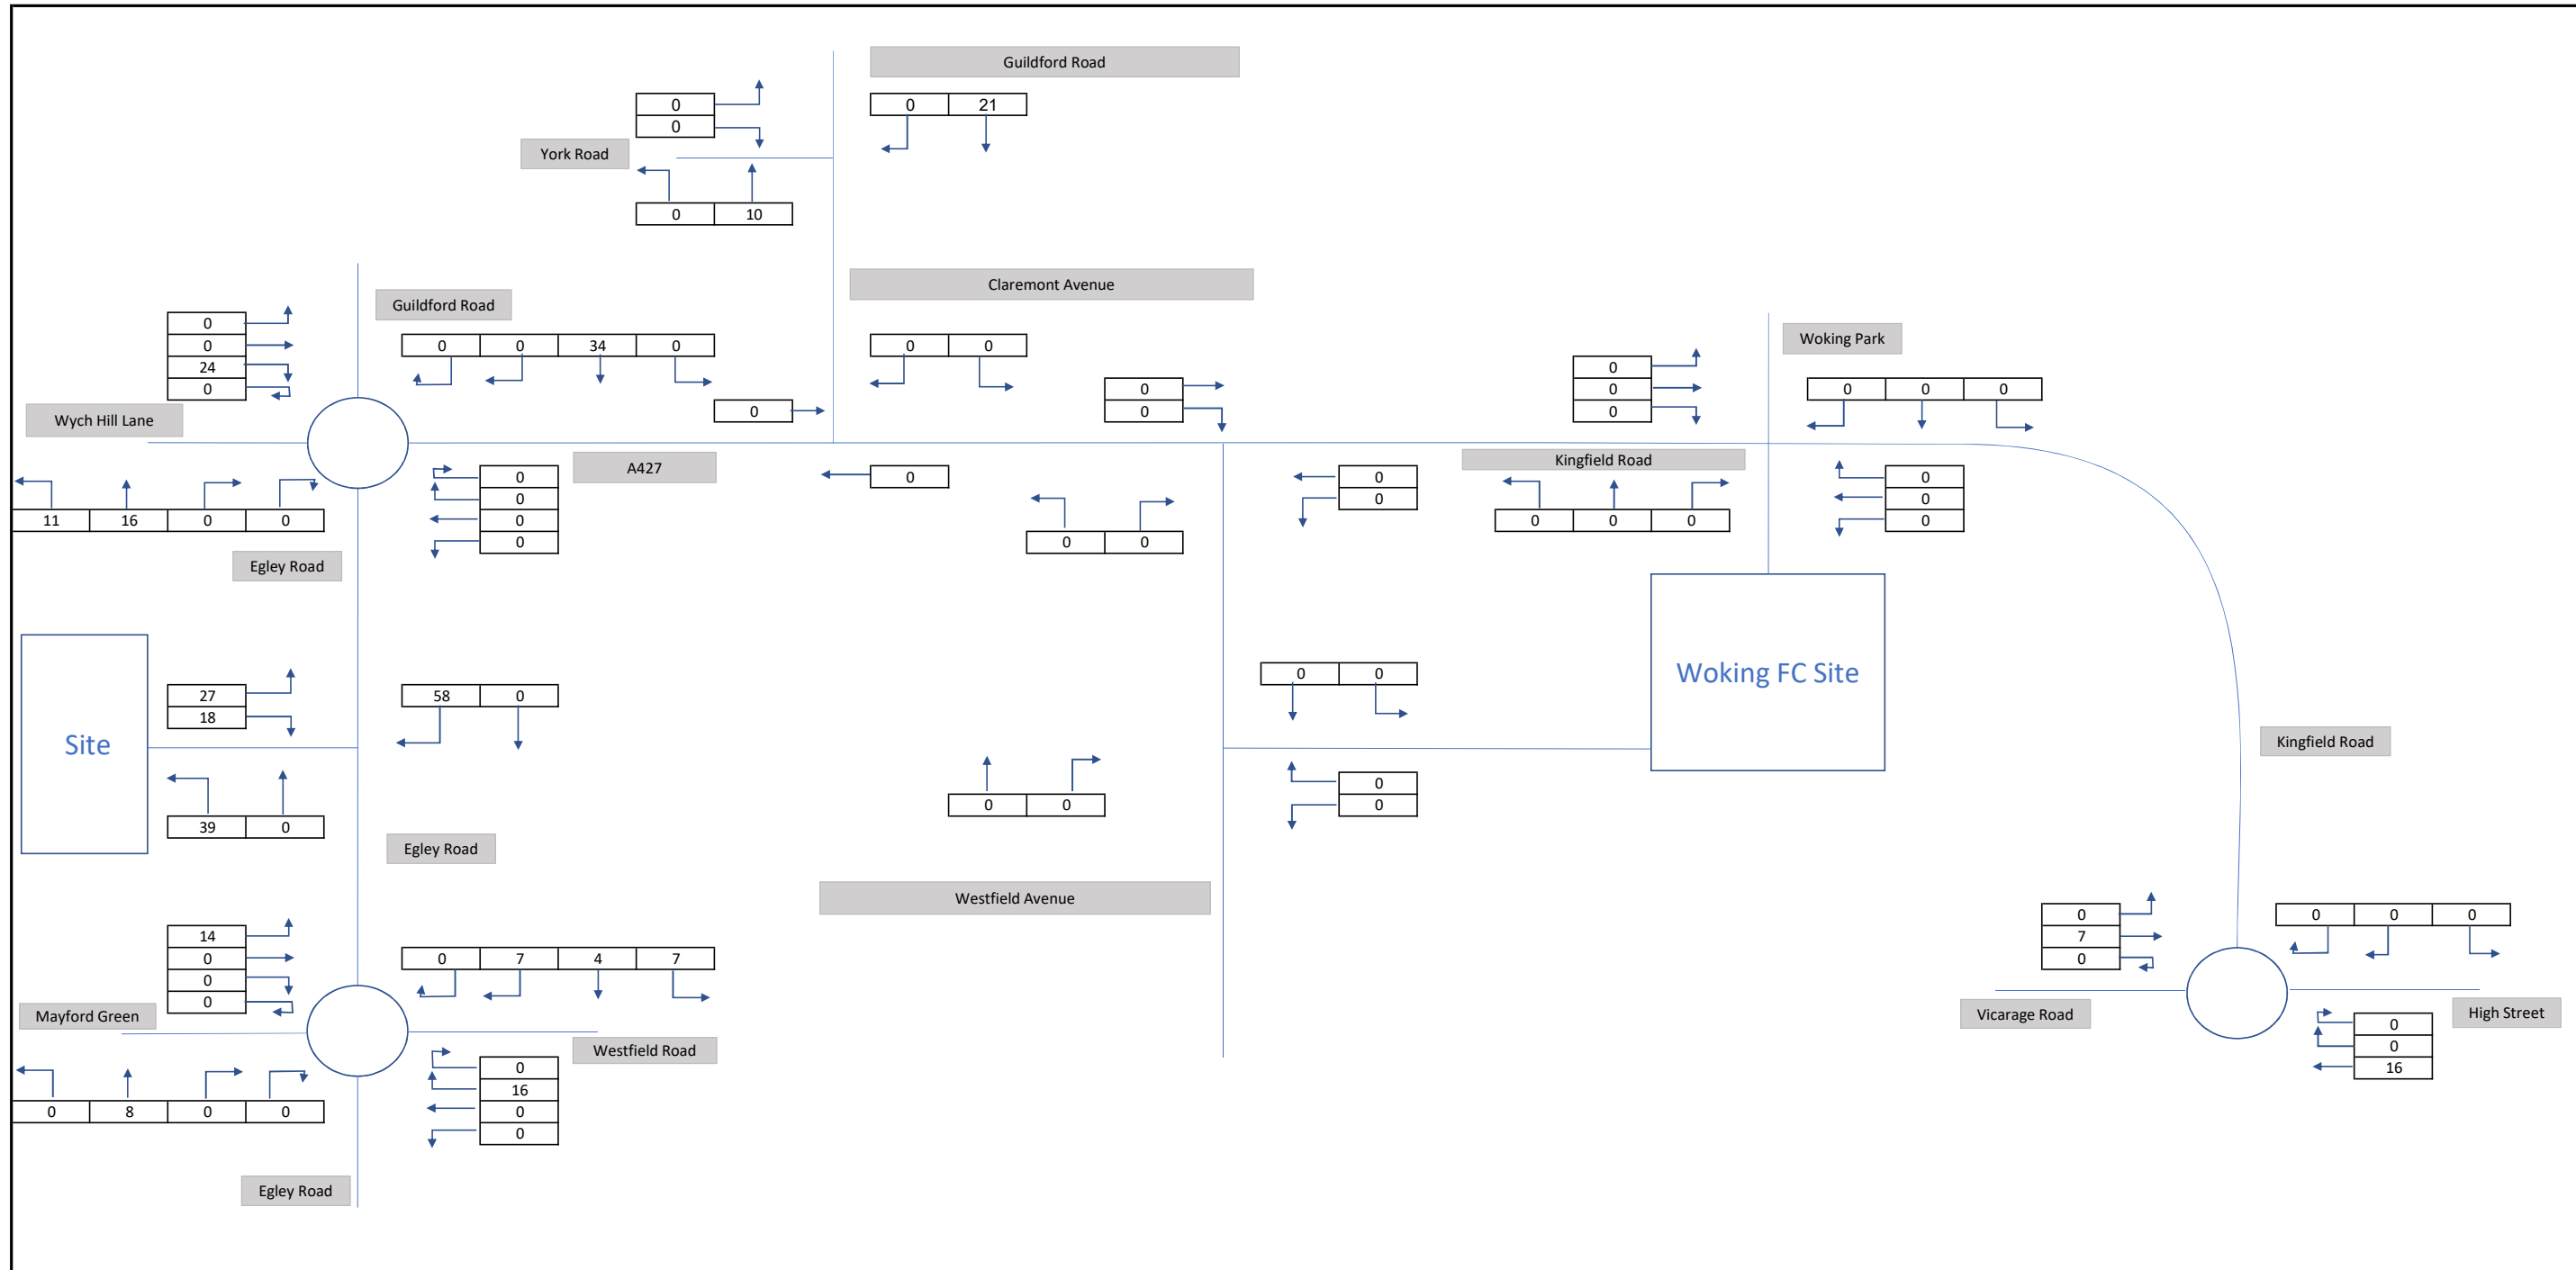 Guildford Road
0 21
0
0
York Road
0 10
Claremont Avenue
Guildford Road
0
0
24
0
0 0 34 0
0 0
Woking Park
0
0
0
0
0
0 0 0
0
Wych Hill Lane
A427
0
0
0
0
0
0
0
Kingfield Road
0
0
0
11 16 0 0
0 0
0 0 0
Egley Road
Site
27
18
58 0
0 0
Woking FC Site
Kingfield Road
39 0
0 0
0
0
Egley Road
Westfield Avenue
14
0
0
0
0 7 4 7
0
7
0
0 0 0
Mayford Green
Vicarage Road
High Street
Westfield Road
0
16
0
0
0
0
16
0 8 0 0
Egley Road